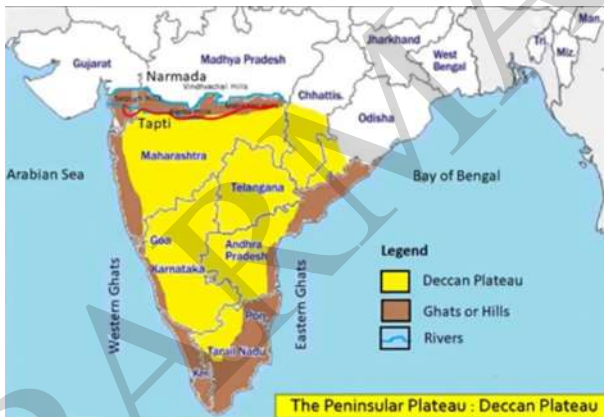 Man.
Jharkhand
Tri.
Miz.
West
Bengal
Gujarat
Madhya Pradesh
Narmada
Vindhyachal Hills
Chhattis.
Odisha
Tapti
Maharashtra
Arabian Sea
Bay of Bengal
Telangana
Goa
Andhra
Pradesh
Karnataka
Western Ghats
Eastern Ghats
Legend
Deccan Plateau
Ghats or Hills
Rivers
Pon.
Tamil Nadu
Ker.
The Peninsular Plateau : Deccan Plateau